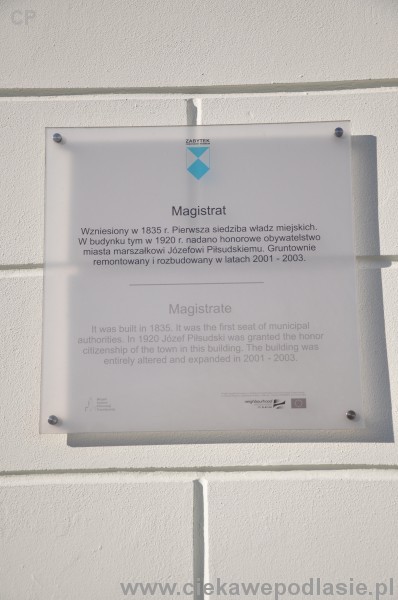 CP
ZABYTEK
Magistrat
Wzniesiony w 1835 r. Pierwsza siedziba władz miejskich.
W budynku tym w 1920 r. nadano honorowe obywatelstwo
miasta marszałkowi Józefowi Piłsudskiemu. Gruntownie
remontowany i rozbudowany w latach 2001 - 2003.
Magistrate
It was built in 1835. It was the first seat of municipal
authorities. In 1920 Józef Piłsudski was granted the honor
citizenship of the town in this building. The building was
entirely altered and expanded in 2001 - 2003.
neighbourhood
www.ciekawepodlasie.pl